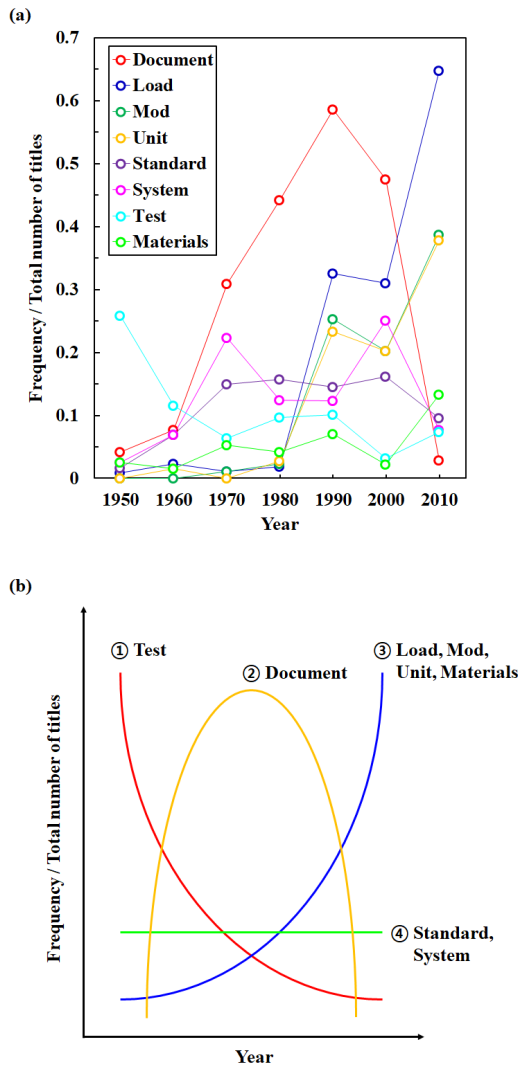 (a)
0.7
0.6
0.5
0.4
0.3
0.2
0.1
0
Frequency / Total number of titles
Document
Load
Mod
Unit
Standard
System
Test
Materials
1950 1960 1970 1980 1990 2000 2010
Year
(b)
Frequency / Total number of titles
① Test
② Document
③ Load, Mod,
Unit, Materials
④ Standard,
System
Year